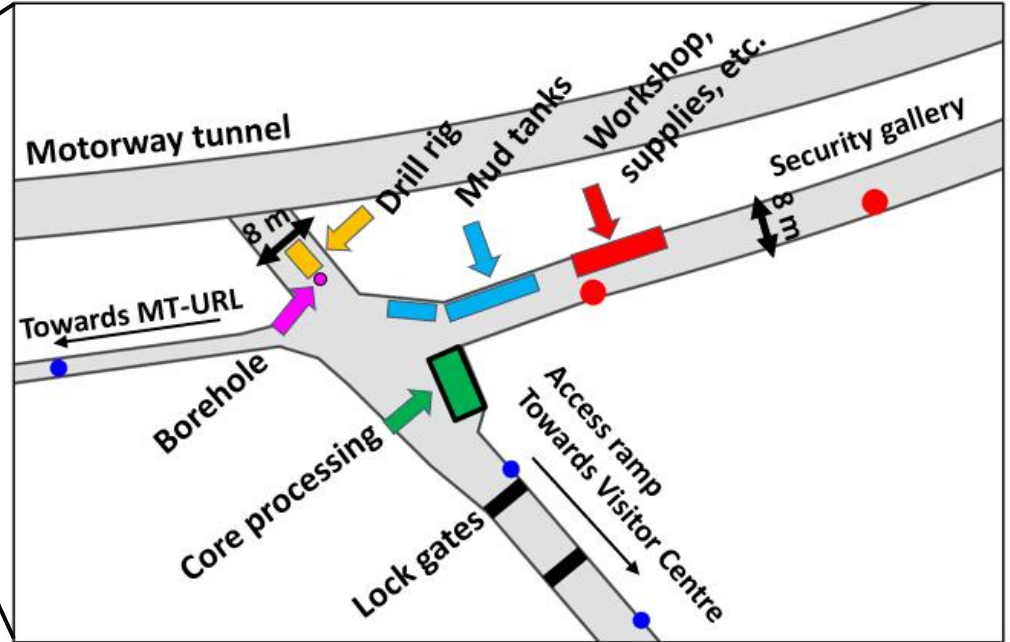 Motorway tunnel
8 m
Drill rig
Mud tanks
Workshop,
supplies, etc.
Security gallery
8 m
Towards MT-URL
Borehole
Core processing
Lock gates
Access ramp
Towards Visitor Centre